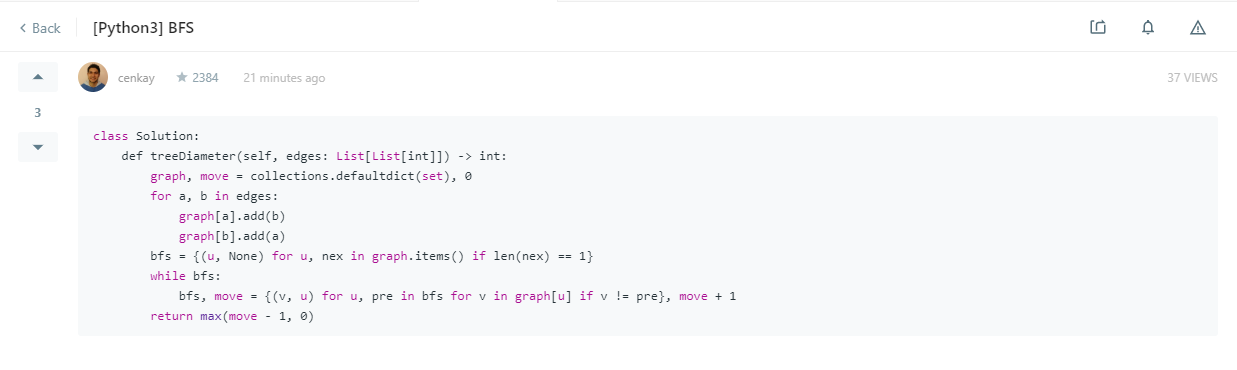 Back [Python3] BFS
cenkay 2384 21 minutes ago 37 VIEWS
3
class Solution:
    def treeDiameter(self, edges: List[List[int]]) -> int:
        graph, move = collections.defaultdict(set), 0
        for a, b in edges:
            graph[a].add(b)
            graph[b].add(a)
        bfs = {(u, None) for u, nex in graph.items() if len(nex) == 1}
        while bfs:
            bfs, move = {(v, u) for u, pre in bfs for v in graph[u] if v != pre}, move + 1
        return max(move - 1, 0)